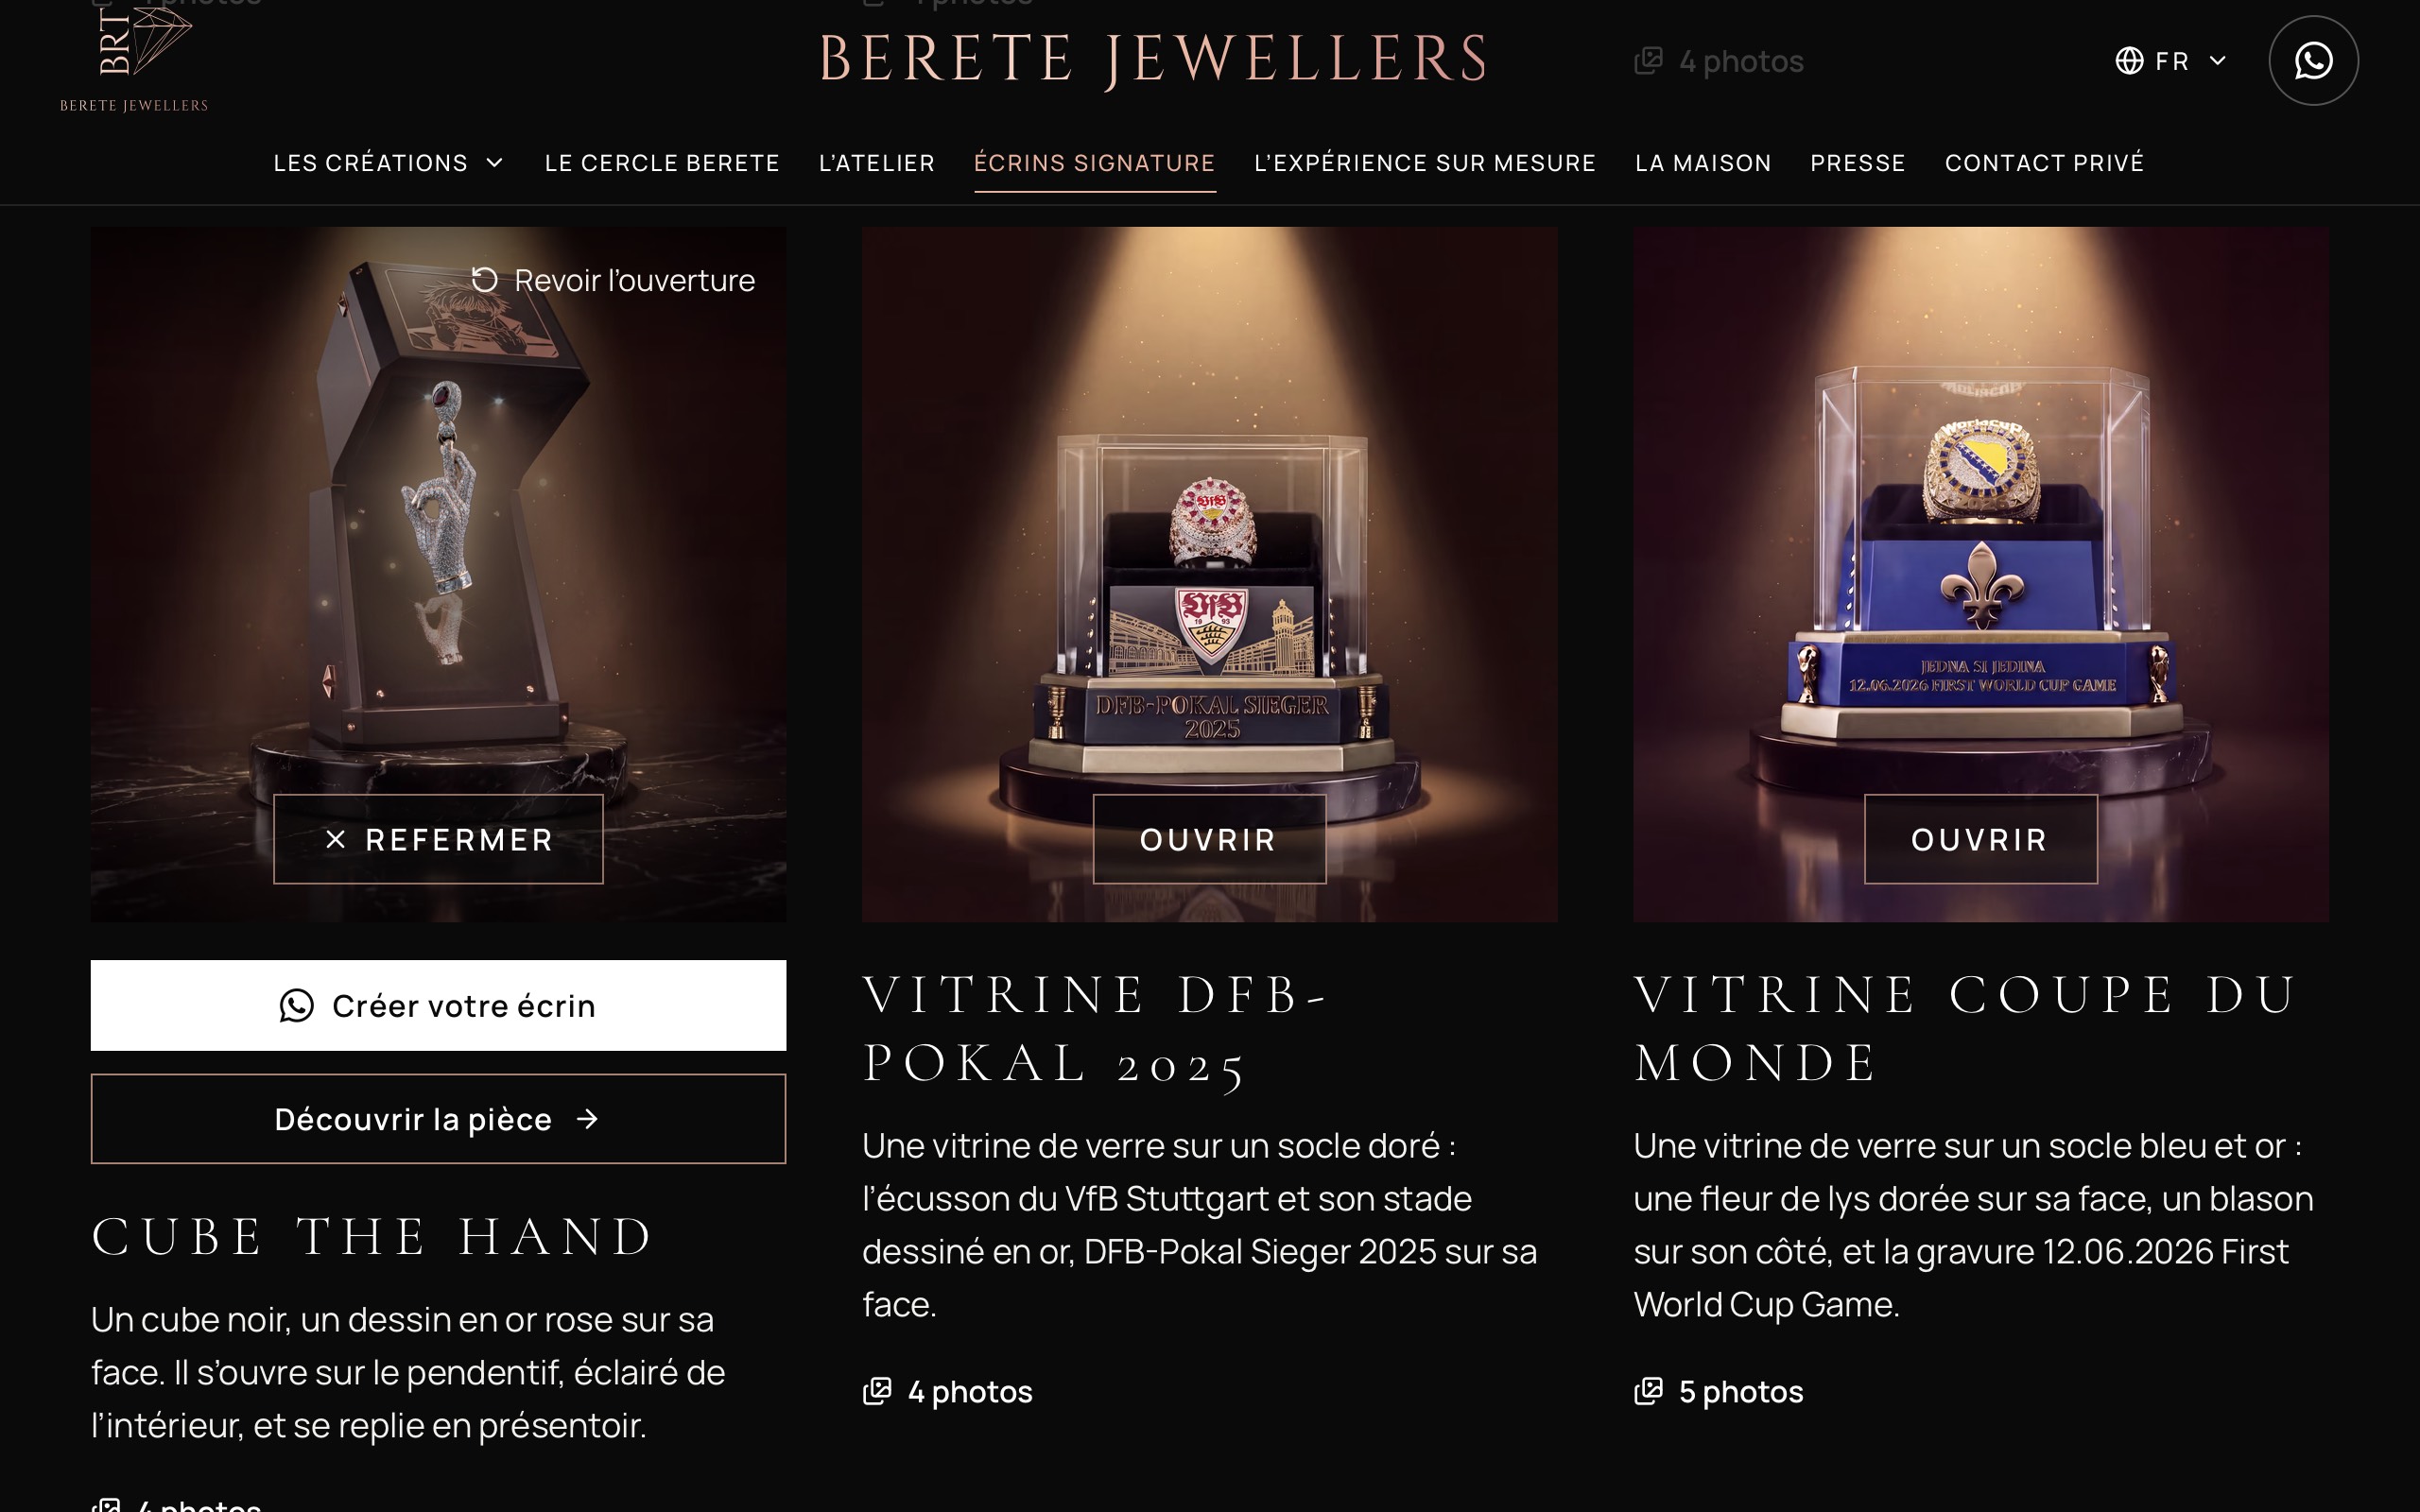 BRT
BERETE JEWELLERS
BERETE JEWELLERS
4 photos
FR
LES CRÉATIONS
LE CERCLE BERETE
L’ATELIER
ÉCRINS SIGNATURE
L’EXPÉRIENCE SUR MESURE
LA MAISON
PRESSE
CONTACT PRIVÉ
Revoir l’ouverture
REFERMER
Créer votre écrin
Découvrir la pièce
CUBE THE HAND
Un cube noir, un dessin en or rose sur sa
face. Il s’ouvre sur le pendentif, éclairé de
l’intérieur, et se replie en présentoir.
4 photos
VfB
VfB
19 93
DFB-POKAL SIEGER
2025
OUVRIR
VITRINE DFB-
POKAL 2025
Une vitrine de verre sur un socle doré :
l’écusson du VfB Stuttgart et son stade
dessiné en or, DFB-Pokal Sieger 2025 sur sa
face.
4 photos
WorldCup
JEDNA SI JEDINA
12.06.2026 FIRST WORLD CUP GAME
OUVRIR
VITRINE COUPE DU
MONDE
Une vitrine de verre sur un socle bleu et or :
une fleur de lys dorée sur sa face, un blason
sur son côté, et la gravure 12.06.2026 First
World Cup Game.
5 photos